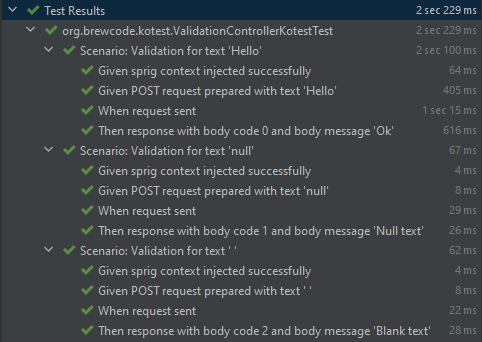 Test Results 2 sec 229 ms
org.brewcode.kotest.ValidationControllerKotestTest 2 sec 229 ms
Scenario: Validation for text 'Hello' 2 sec 100 ms
Given sprig context injected successfully 64 ms
Given POST request prepared with text 'Hello' 405 ms
When request sent 1 sec 15 ms
Then response with body code 0 and body message 'Ok' 616 ms
Scenario: Validation for text 'null' 67 ms
Given sprig context injected successfully 4 ms
Given POST request prepared with text 'null' 8 ms
When request sent 29 ms
Then response with body code 1 and body message 'Null text' 26 ms
Scenario: Validation for text ' ' 62 ms
Given sprig context injected successfully 4 ms
Given POST request prepared with text ' ' 8 ms
When request sent 22 ms
Then response with body code 2 and body message 'Blank text' 28 ms